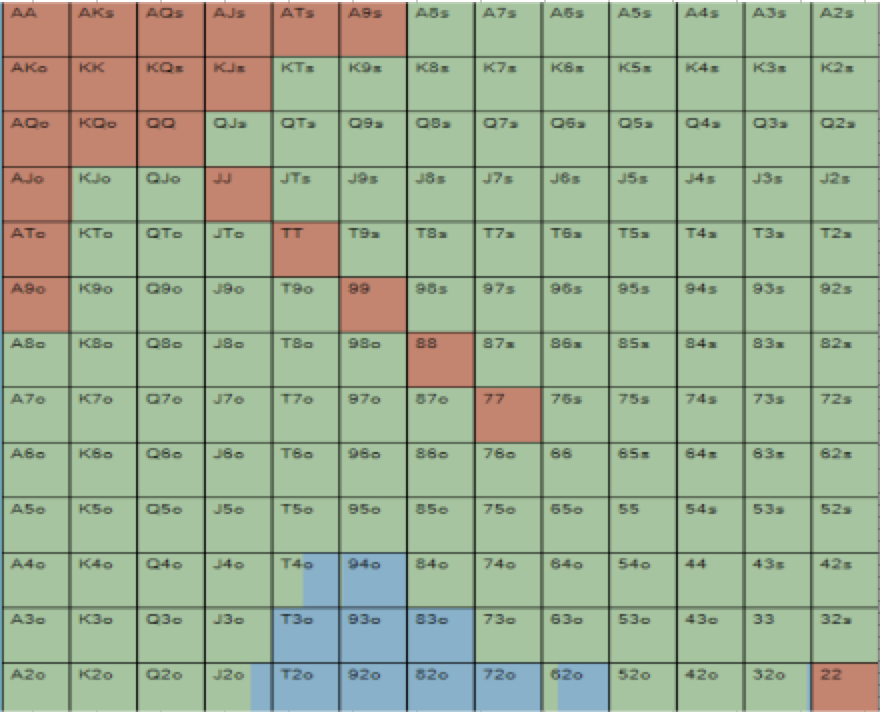 AA AKs AQs AJs ATs A9s A8s A7s A6s A5s A4s A3s A2s
AKo KK KQs KJs KTs K9s K8s K7s K6s K5s K4s K3s K2s
AQo KQo QQ QJs QTs Q9s Q8s Q7s Q6s Q5s Q4s Q3s Q2s
AJo KJo QJo JJ JTs J9s J8s J7s J6s J5s J4s J3s J2s
ATo KTo QTo JTo TT T9s T8s T7s T6s T5s T4s T3s T2s
A9o K9o Q9o J9o T9o 99 98s 97s 96s 95s 94s 93s 92s
A8o K8o Q8o J8o T8o 98o 88 87s 86s 85s 84s 83s 82s
A7o K7o Q7o J7o T7o 97o 87o 77 76s 75s 74s 73s 72s
A6o K6o Q6o J6o T6o 96o 86o 76o 66 65s 64s 63s 62s
A5o K5o Q5o J5o T5o 95o 85o 75o 65o 55 54s 53s 52s
A4o K4o Q4o J4o T4o 94o 84o 74o 64o 54o 44 43s 42s
A3o K3o Q3o J3o T3o 93o 83o 73o 63o 53o 43o 33 32s
A2o K2o Q2o J2o T2o 92o 82o 72o 62o 52o 42o 32o 22